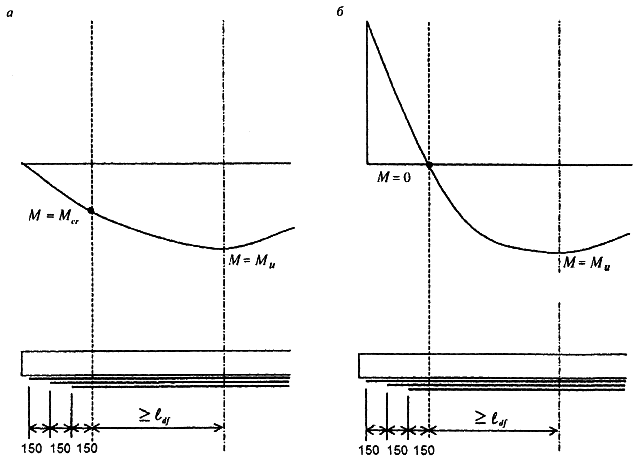 а
б
M = M_cr
M = M_u
M = 0
M = M_u
≥ ℓ_df
150 150 150
≥ ℓ_df
150 150 150